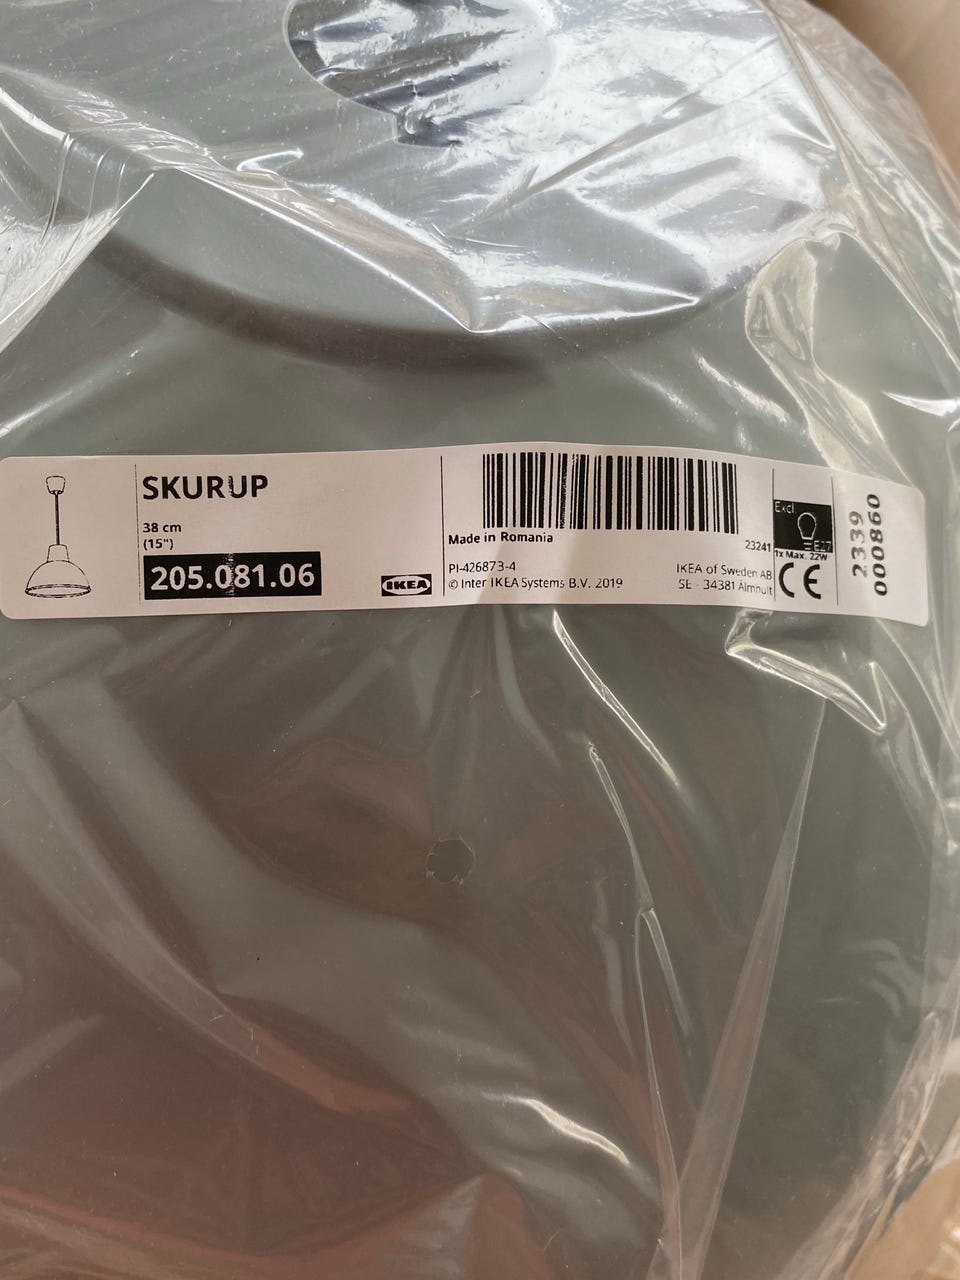 SKURUP
38 cm
(15")
205.081.06
IKEA
Made in Romania
23241
PI-426873-4
© Inter IKEA Systems B.V. 2019
IKEA of Sweden AB
SE - 34381 Älmhult
Excl
E27
1x Max. 22W
CE
2339
000860